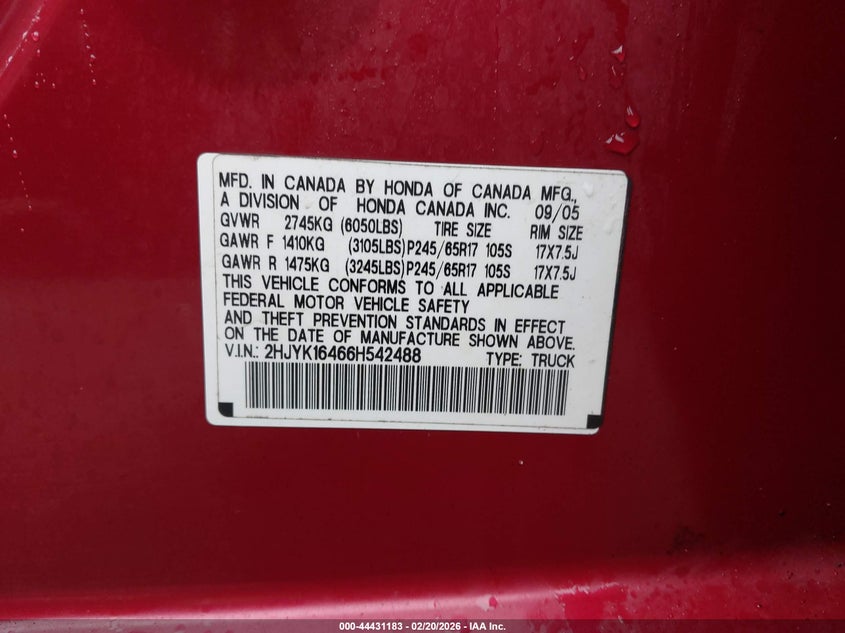 MFD. IN CANADA BY HONDA OF CANADA MFG.,
A DIVISION OF HONDA CANADA INC. 09/05
GVWR 2745KG (6050LBS) TIRE SIZE RIM SIZE
GAWR F 1410KG (3105LBS)P245/65R17 105S 17X7.5J
GAWR R 1475KG (3245LBS)P245/65R17 105S 17X7.5J
THIS VEHICLE CONFORMS TO ALL APPLICABLE
FEDERAL MOTOR VEHICLE SAFETY
AND THEFT PREVENTION STANDARDS IN EFFECT
ON THE DATE OF MANUFACTURE SHOWN ABOVE.
V.I.N.: 2HJYK16466H542488 TYPE: TRUCK
000-44431183 - 02/20/2026 - IAA Inc.